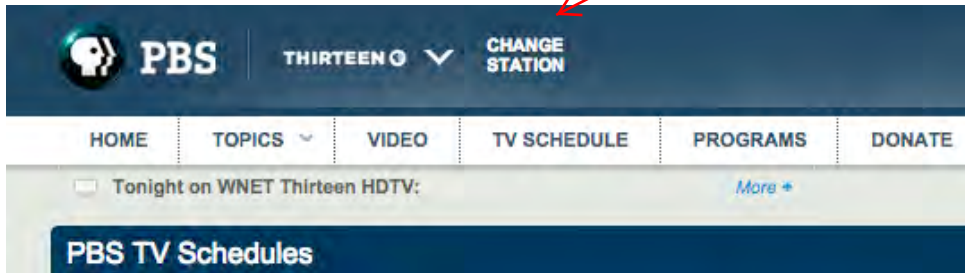 PBS THIRTEEN CHANGE
STATION
HOME TOPICS VIDEO TV SCHEDULE PROGRAMS DONATE
Tonight on WNET Thirteen HDTV: More +
PBS TV Schedules